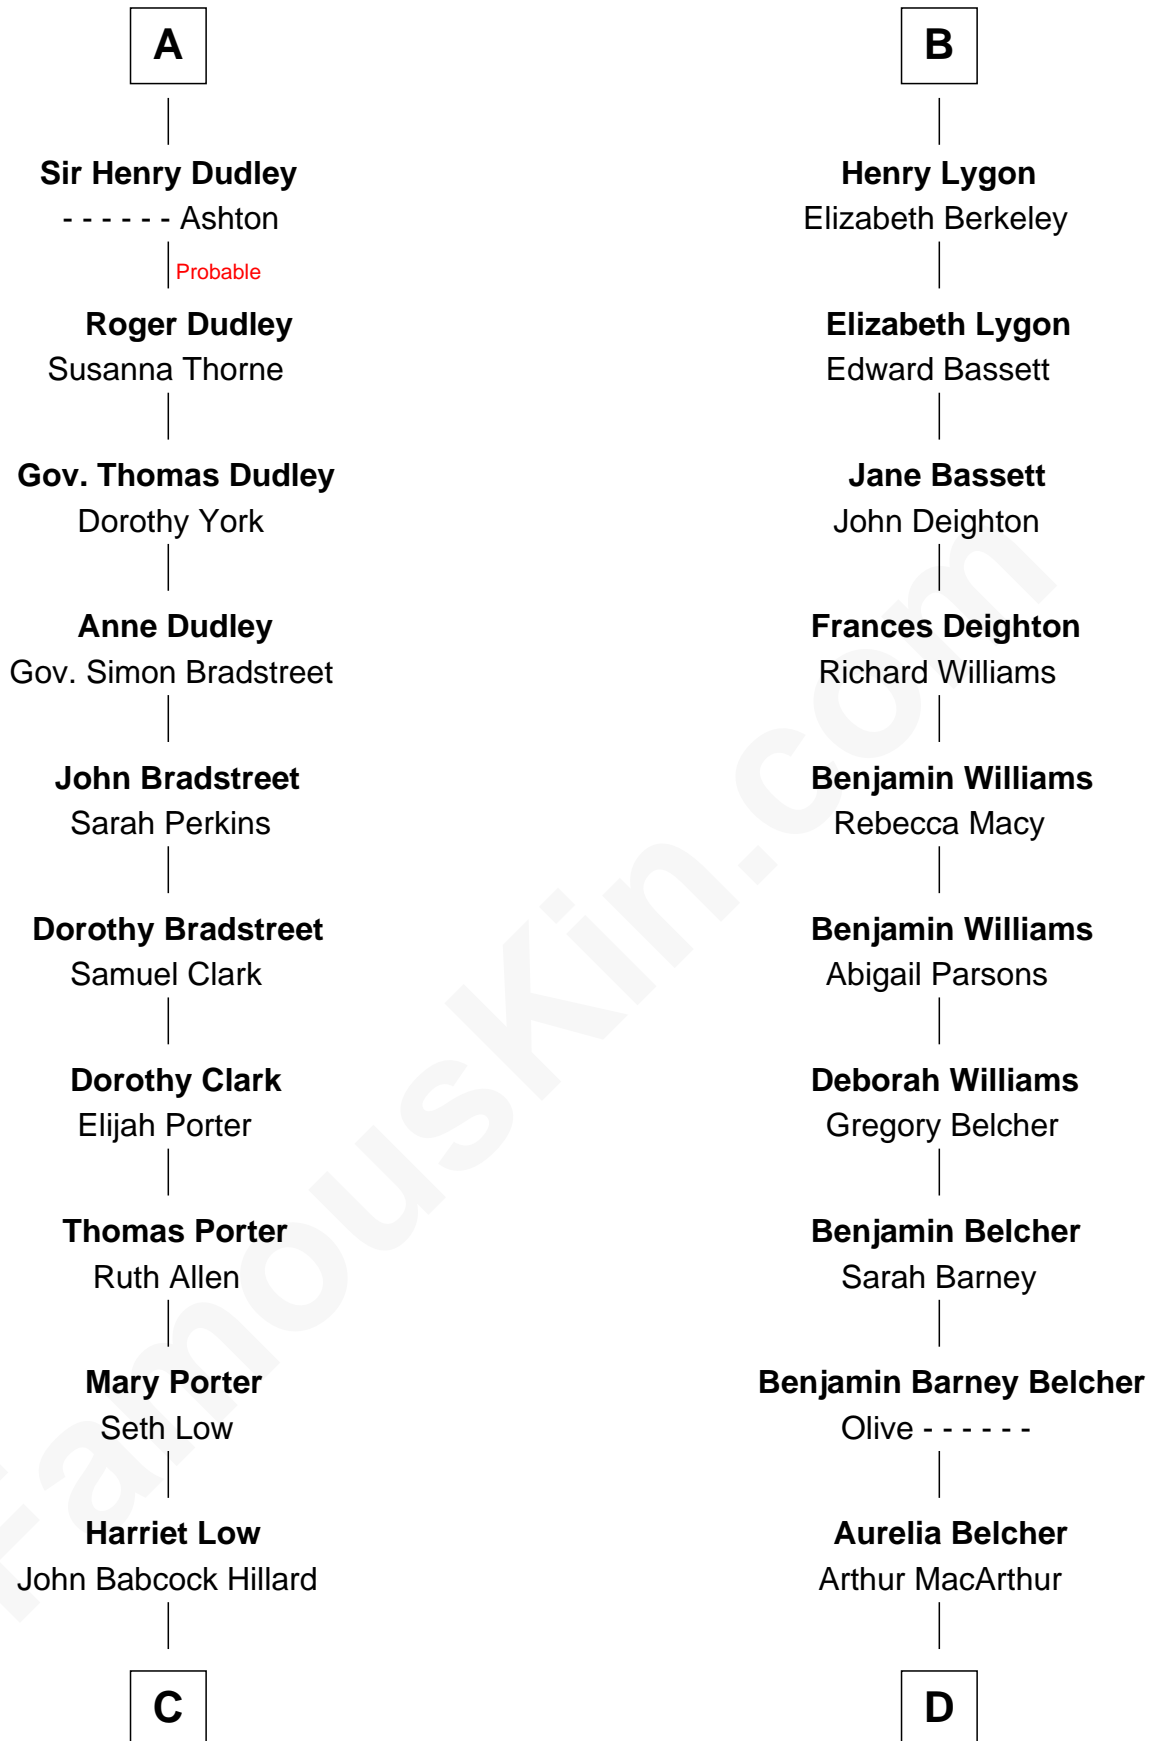 A
Sir Henry Dudley
- - - - - - Ashton
Probable
Roger Dudley
Susanna Thorne
Gov. Thomas Dudley
Dorothy York
Anne Dudley
Gov. Simon Bradstreet
John Bradstreet
Sarah Perkins
Dorothy Bradstreet
Samuel Clark
Dorothy Clark
Elijah Porter
Thomas Porter
Ruth Allen
Mary Porter
Seth Low
Harriet Low
John Babcock Hillard
C
B
Henry Lygon
Elizabeth Berkeley
Elizabeth Lygon
Edward Bassett
Jane Bassett
John Deighton
Frances Deighton
Richard Williams
Benjamin Williams
Rebecca Macy
Benjamin Williams
Abigail Parsons
Deborah Williams
Gregory Belcher
Benjamin Belcher
Sarah Barney
Benjamin Barney Belcher
Olive - - - - - -
Aurelia Belcher
Arthur MacArthur
D
FamousKin.com